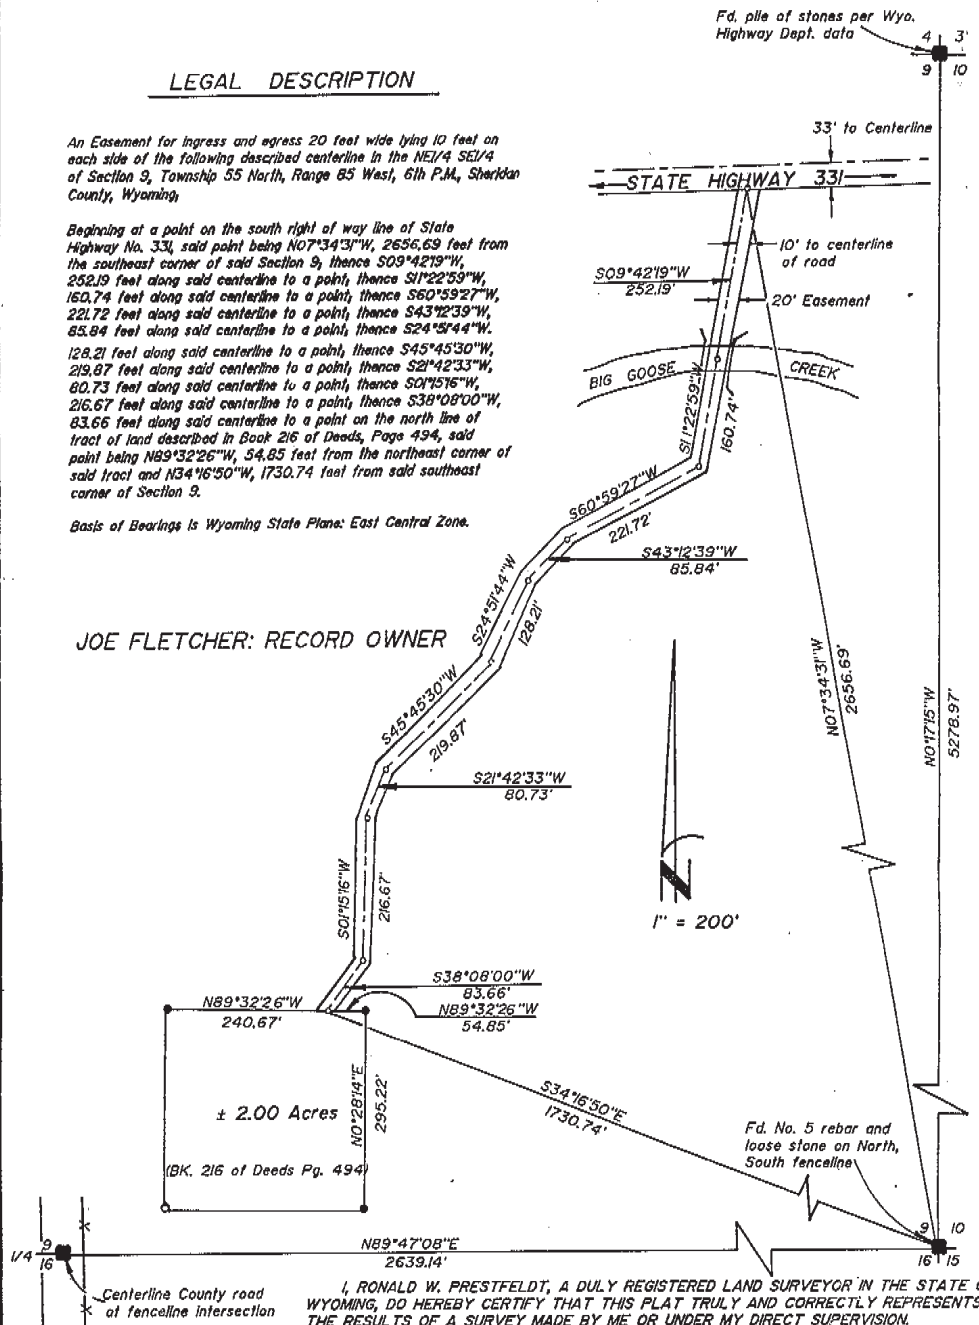 Fd. pile of stones per Wyo.
Highway Dept. data
4 3
9 10
LEGAL DESCRIPTION
An Easement for ingress and egress 20 feet wide lying 10 feet on
each side of the following described centerline in the NE1/4 SE1/4
of Section 9, Township 55 North, Range 85 West, 6th P.M., Sheridan
County, Wyoming;
Beginning at a point on the south right of way line of State
Highway No. 331, said point being N07°34'31"W, 2656.69 feet from
the southeast corner of said Section 9; thence S09°42'19"W,
252.19 feet along said centerline to a point; thence S11°22'59"W,
160.74 feet along said centerline to a point; thence S60°59'27"W,
221.72 feet along said centerline to a point; thence S43°12'39"W,
85.84 feet along said centerline to a point; thence S24°51'44"W.
128.21 feet along said centerline to a point; thence S45°45'30"W,
219.87 feet along said centerline to a point; thence S21°42'33"W,
80.73 feet along said centerline to a point; thence S01°15'16"W,
216.67 feet along said centerline to a point; thence S38°08'00"W,
83.66 feet along said centerline to a point on the north line of
tract of land described in Book 216 of Deeds, Page 494, said
point being N89°32'26"W, 54.85 feet from the northeast corner of
said tract and N34°16'50"W, 1730.74 feet from said southeast
corner of Section 9.
Basis of Bearings is Wyoming State Plane: East Central Zone.
JOE FLETCHER: RECORD OWNER
33' to Centerline
STATE HIGHWAY 331
10' to centerline
of road
S09°42'19"W
252.19'
20' Easement
BIG GOOSE CREEK
S11°22'59"W
160.74'
S60°59'27"W
221.72'
S43°12'39"W
85.84'
S24°51'44"W
128.21'
S45°45'30"W
219.87'
S21°42'33"W
80.73'
S01°15'16"W
216.67'
S38°08'00"W
83.66'
N89°32'26"W
54.85'
N07°34'31"W
2656.69'
N0°17'15"W
5278.97'
N
1" = 200'
N89°32'26"W
240.67'
N0°28'14"E
295.22'
± 2.00 Acres
(BK. 216 of Deeds Pg. 494)
S34°16'50"E
1730.74'
Fd. No. 5 rebar and
loose stone on North,
South fenceline
9 10
16 15
1/4 9
16
N89°47'08"E
2639.14'
Centerline County road
at fenceline intersection
I, RONALD W. PRESTFELDT, A DULY REGISTERED LAND SURVEYOR IN THE STATE
WYOMING, DO HEREBY CERTIFY THAT THIS PLAT TRULY AND CORRECTLY REPRESENTS
THE RESULTS OF A SURVEY MADE BY ME OR UNDER MY DIRECT SUPERVISION.